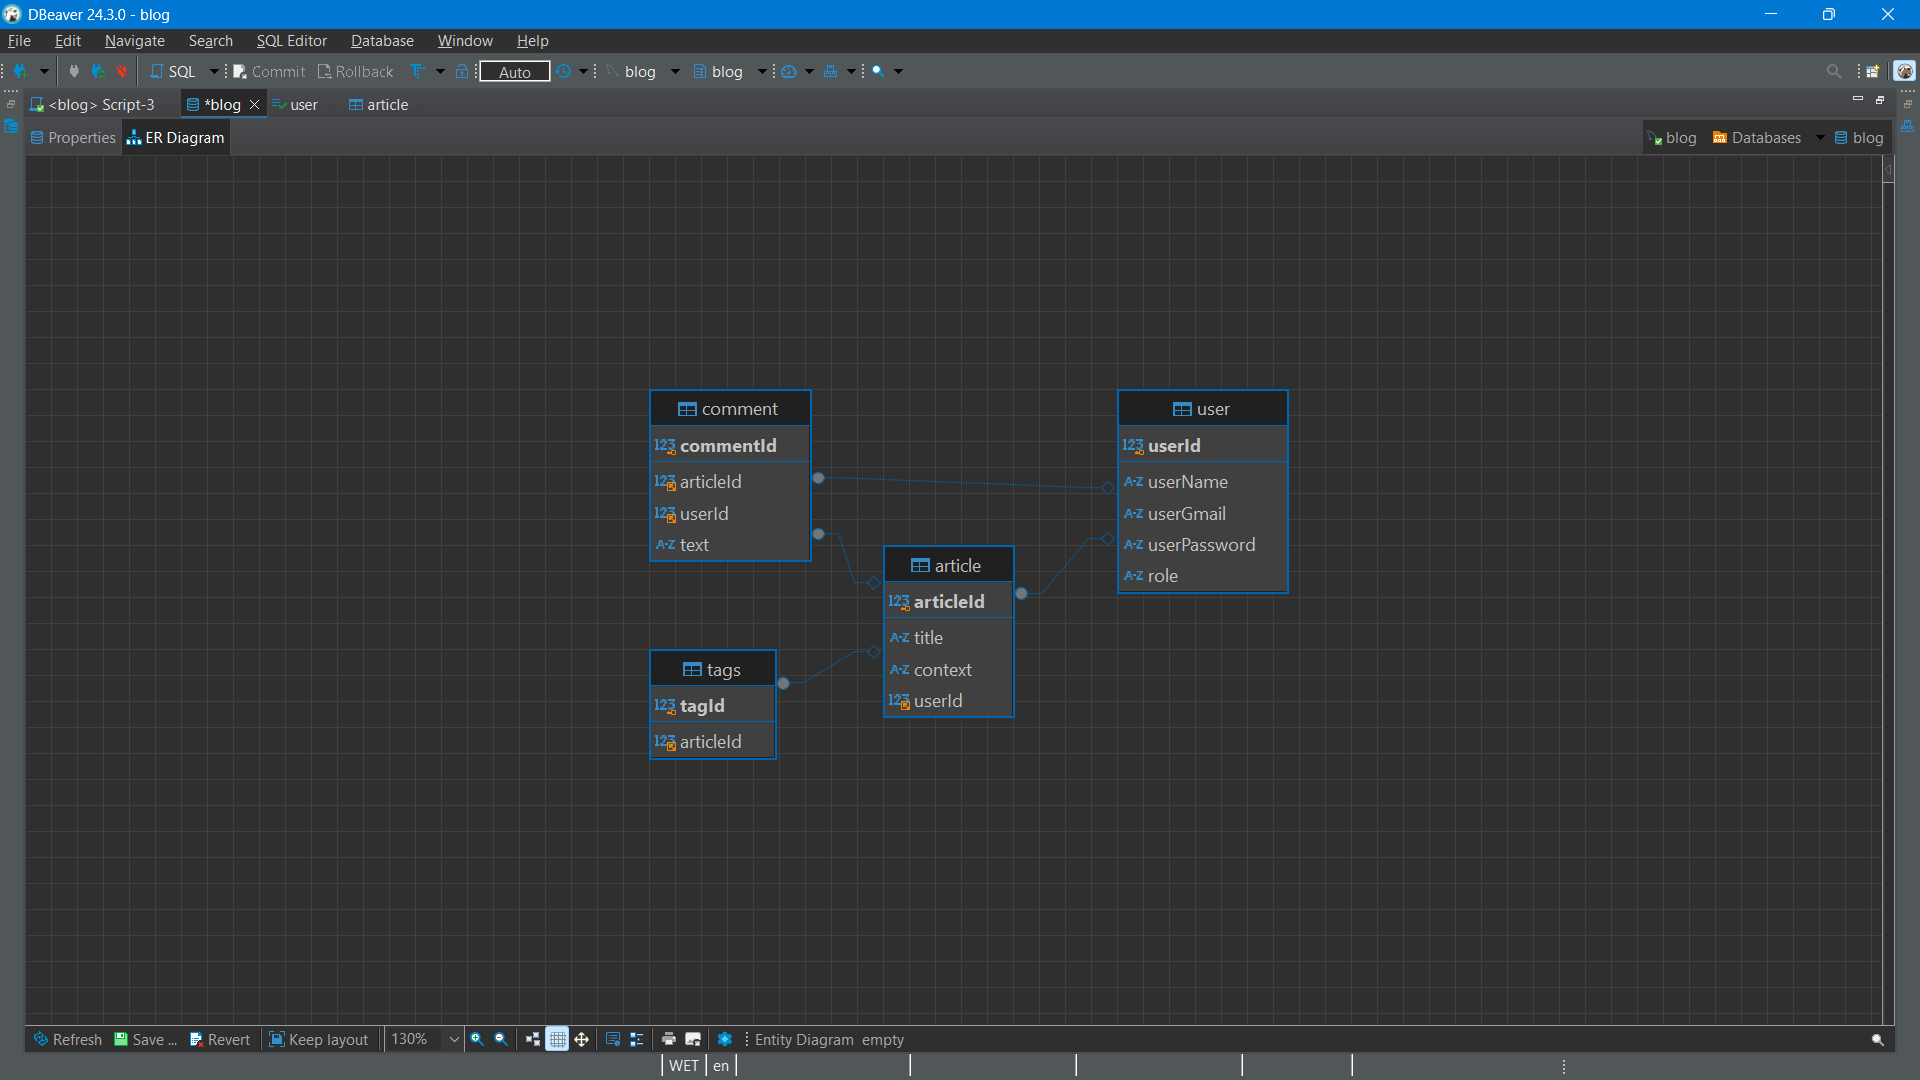 DBeaver 24.3.0 - blog
File Edit Navigate Search SQL Editor Database Window Help
SQL Commit Rollback Auto blog blog
<blog> Script-3 *blog user article
Properties ER Diagram blog Databases blog
comment
123 commentId
123 articleId
123 userId
A-Z text
user
123 userId
A-Z userName
A-Z userGmail
A-Z userPassword
A-Z role
article
123 articleId
A-Z title
A-Z context
123 userId
tags
123 tagId
123 articleId
Refresh Save ... Revert Keep layout 130% Entity Diagram empty
WET en